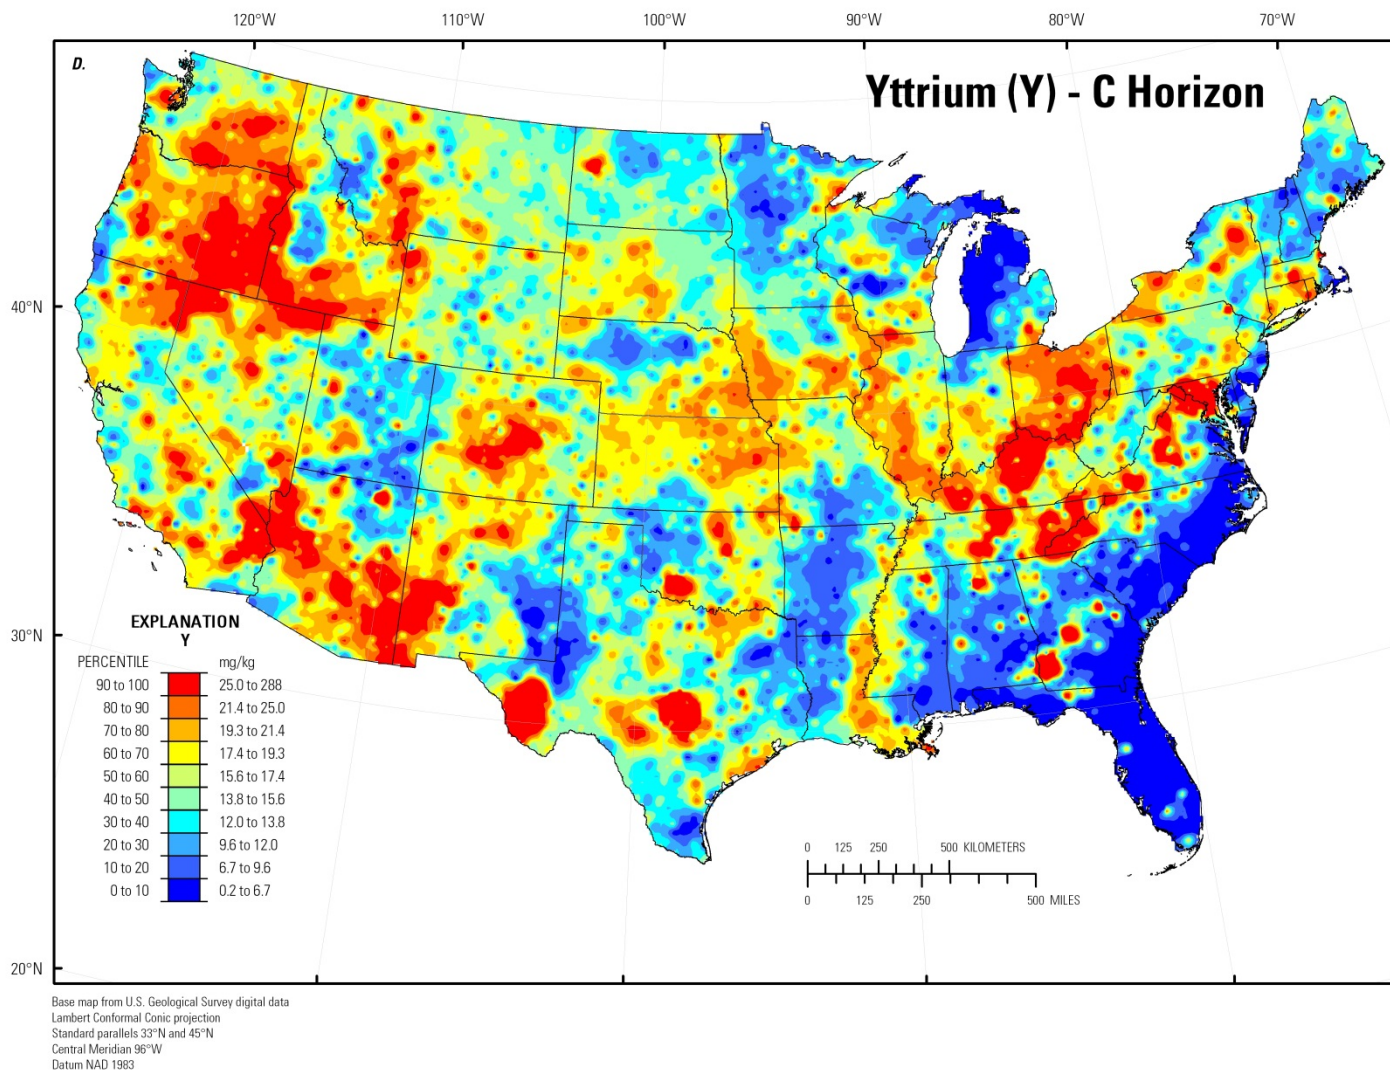 120°W 110°W 100°W 90°W 80°W 70°W
D.
Yttrium (Y) - C Horizon
40°N
30°N
20°N
EXPLANATION
Y
PERCENTILE mg/kg
90 to 100 25.0 to 288
80 to 90 21.4 to 25.0
70 to 80 19.3 to 21.4
60 to 70 17.4 to 19.3
50 to 60 15.6 to 17.4
40 to 50 13.8 to 15.6
30 to 40 12.0 to 13.8
20 to 30 9.6 to 12.0
10 to 20 6.7 to 9.6
0 to 10 0.2 to 6.7
0 125 250 500 KILOMETERS
0 125 250 500 MILES
Base map from U.S. Geological Survey digital data
Lambert Conformal Conic projection
Standard parallels 33°N and 45°N
Central Meridian 96°W
Datum NAD 1983